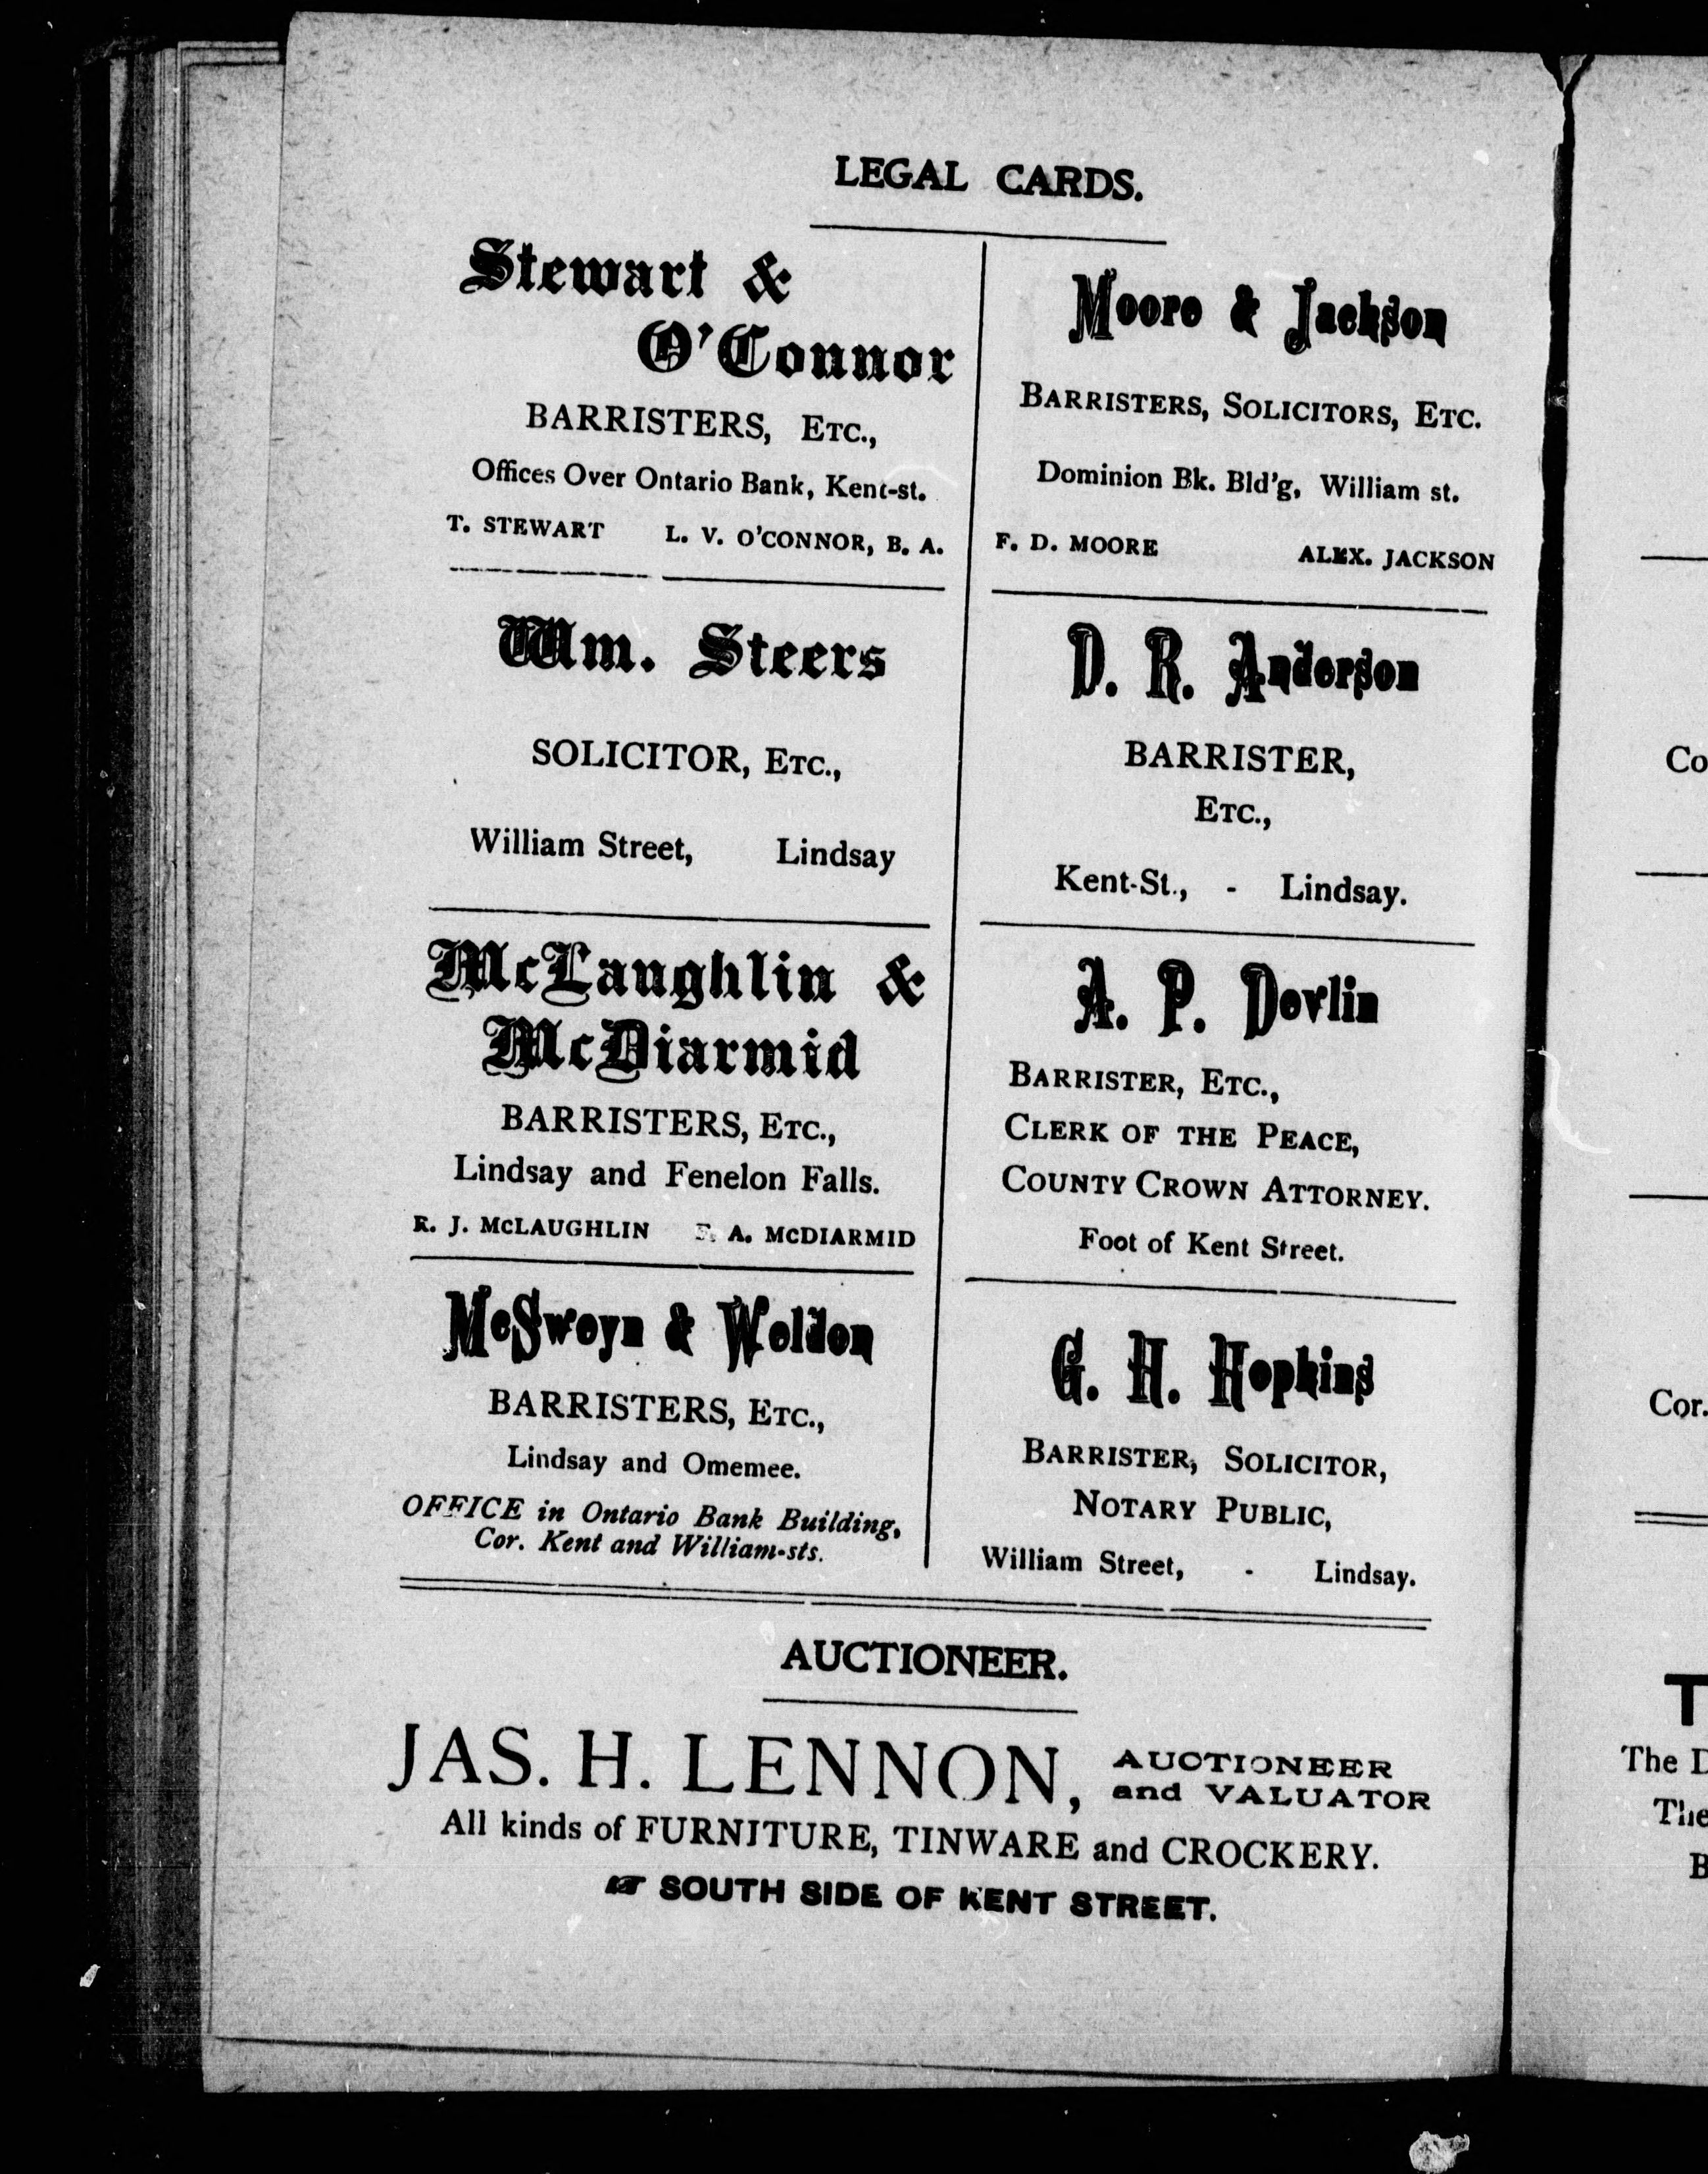 LEGAL CARDS.
Stewart &
O'Connor
BARRISTERS, ETC.,
Offices Over Ontario Bank, Kent-st.
T. STEWART L. V. O'CONNOR, B. A.
Wm. Steers
SOLICITOR, ETC.,
William Street, Lindsay
McLaughlin &
McDiarmid
BARRISTERS, ETC.,
Lindsay and Fenelon Falls.
R. J. McLAUGHLIN F. A. McDIARMID
McSweyn & Weldon
BARRISTERS, ETC.,
Lindsay and Omemee.
OFFICE in Ontario Bank Building,
Cor. Kent and William-sts.
Moore & Jackson
BARRISTERS, SOLICITORS, ETC.
Dominion Bk. Bld'g, William st.
F. D. MOORE ALEX. JACKSON
D. R. Anderson
BARRISTER,
ETC.,
Kent-St., - Lindsay.
A. P. Devlin
BARRISTER, ETC.,
CLERK OF THE PEACE,
COUNTY CROWN ATTORNEY.
Foot of Kent Street.
G. H. Hopkins
BARRISTER, SOLICITOR,
NOTARY PUBLIC,
William Street, - Lindsay.
AUCTIONEER.
JAS. H. LENNON, AUCTIONEER
and VALUATOR
All kinds of FURNITURE, TINWARE and CROCKERY.
☞ SOUTH SIDE OF KENT STREET.
Co
Cor.
T
The D
The
B